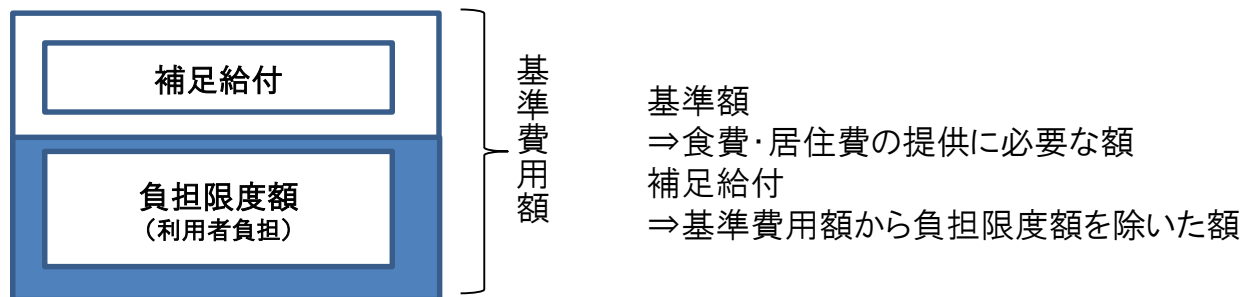 補足給付
負担限度額
（利用者負担）
基準費用額
基準額
⇒食費・居住費の提供に必要な額
補足給付
⇒基準費用額から負担限度額を除いた額